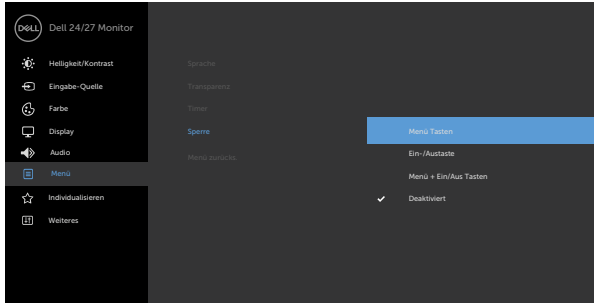 DELL
Dell 24/27 Monitor
Helligkeit/Kontrast
Eingabe-Quelle
Farbe
Display
Audio
Menü
Individualisieren
Weiteres
Sprache
Transparenz
Timer
Sperre
Menü zurücks.
Menü Tasten
Ein-/Austaste
Menü + Ein/Aus Tasten
Deaktiviert